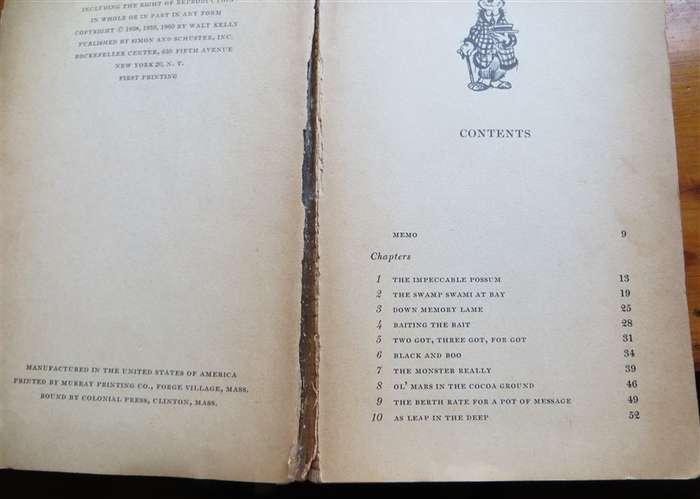 INCLUDING THE RIGHT OF REPRODUCTION
IN WHOLE OR IN PART IN ANY FORM
COPYRIGHT © 1958, 1959, 1960 BY WALT KELLY
PUBLISHED BY SIMON AND SCHUSTER, INC.
ROCKEFELLER CENTER, 630 FIFTH AVENUE
NEW YORK 20, N. Y.
FIRST PRINTING
MANUFACTURED IN THE UNITED STATES OF AMERICA
PRINTED BY MURRAY PRINTING CO., FORGE VILLAGE, MASS.
BOUND BY COLONIAL PRESS, CLINTON, MASS.
CONTENTS
MEMO 9
Chapters
1 THE IMPECCABLE POSSUM 13
2 THE SWAMP SWAMI AT BAY 19
3 DOWN MEMORY LAME 25
4 BAITING THE BAIT 28
5 TWO GOT, THREE GOT, FOR GOT 31
6 BLACK AND BOO 34
7 THE MONSTER REALLY 39
8 OL' MARS IN THE COCOA GROUND 46
9 THE BERTH RATE FOR A POT OF MESSAGE 49
10 AS LEAP IN THE DEEP 52